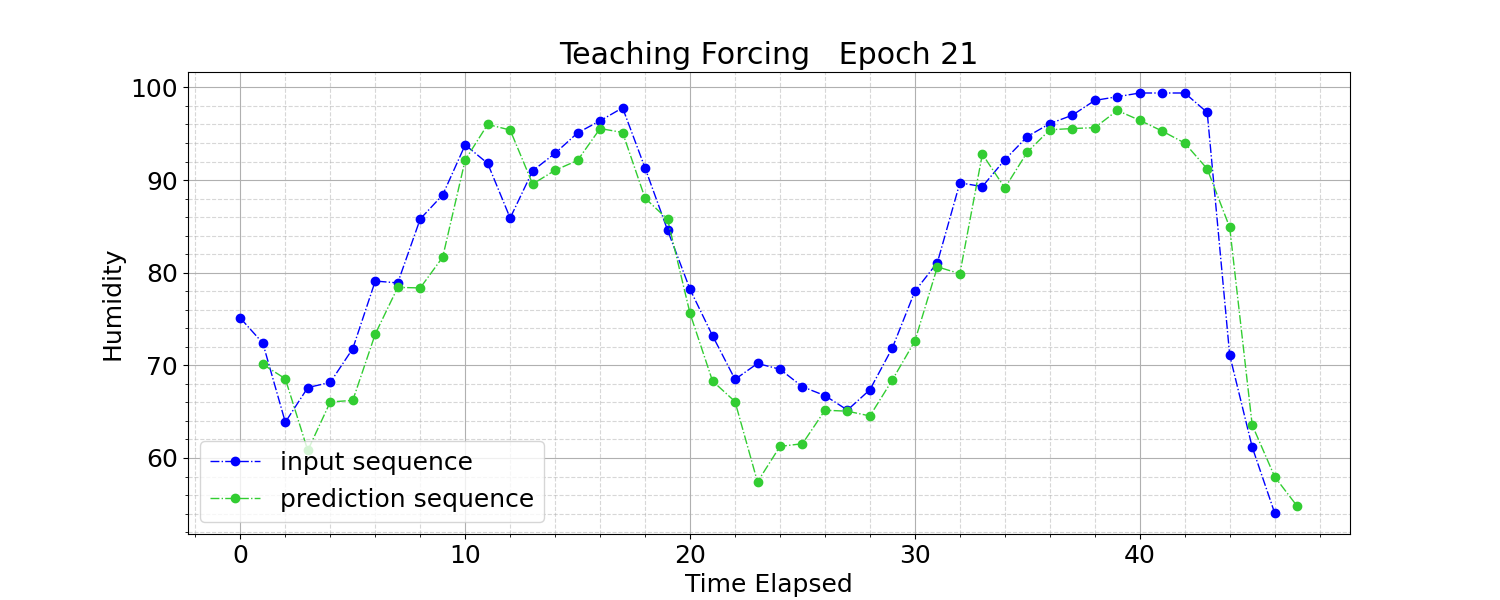 Teaching Forcing   Epoch 21
100
90
80
70
60
Humidity
input sequence
prediction sequence
0 10 20 30 40
Time Elapsed